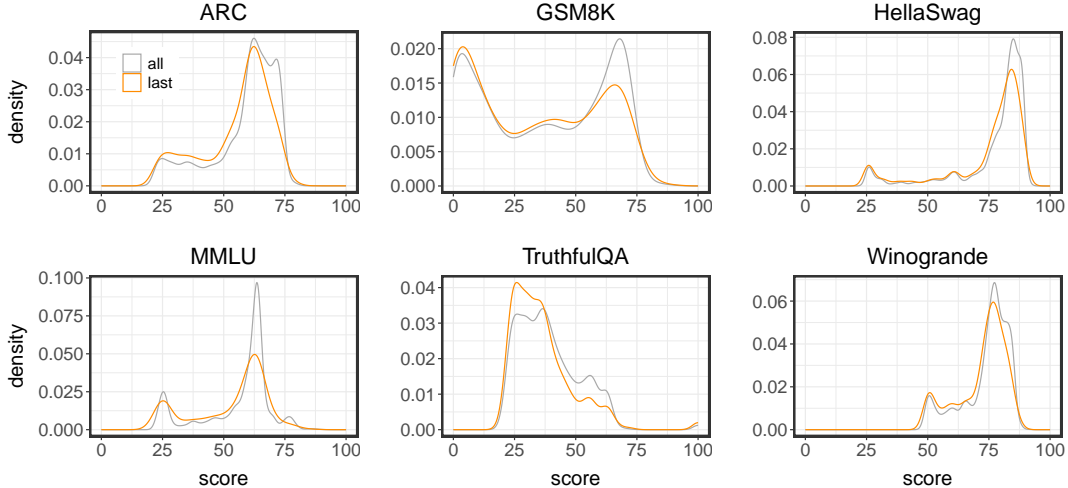 ARC
GSM8K
HellaSwag
density
0.04
0.03
0.02
0.01
0.00
all
last
0 25 50 75 100
0.020
0.015
0.010
0.005
0.000
0 25 50 75 100
0.08
0.06
0.04
0.02
0.00
0 25 50 75 100
MMLU
TruthfulQA
Winogrande
density
0.100
0.075
0.050
0.025
0.000
0 25 50 75 100
score
0.04
0.03
0.02
0.01
0.00
0 25 50 75 100
score
0.06
0.04
0.02
0.00
0 25 50 75 100
score